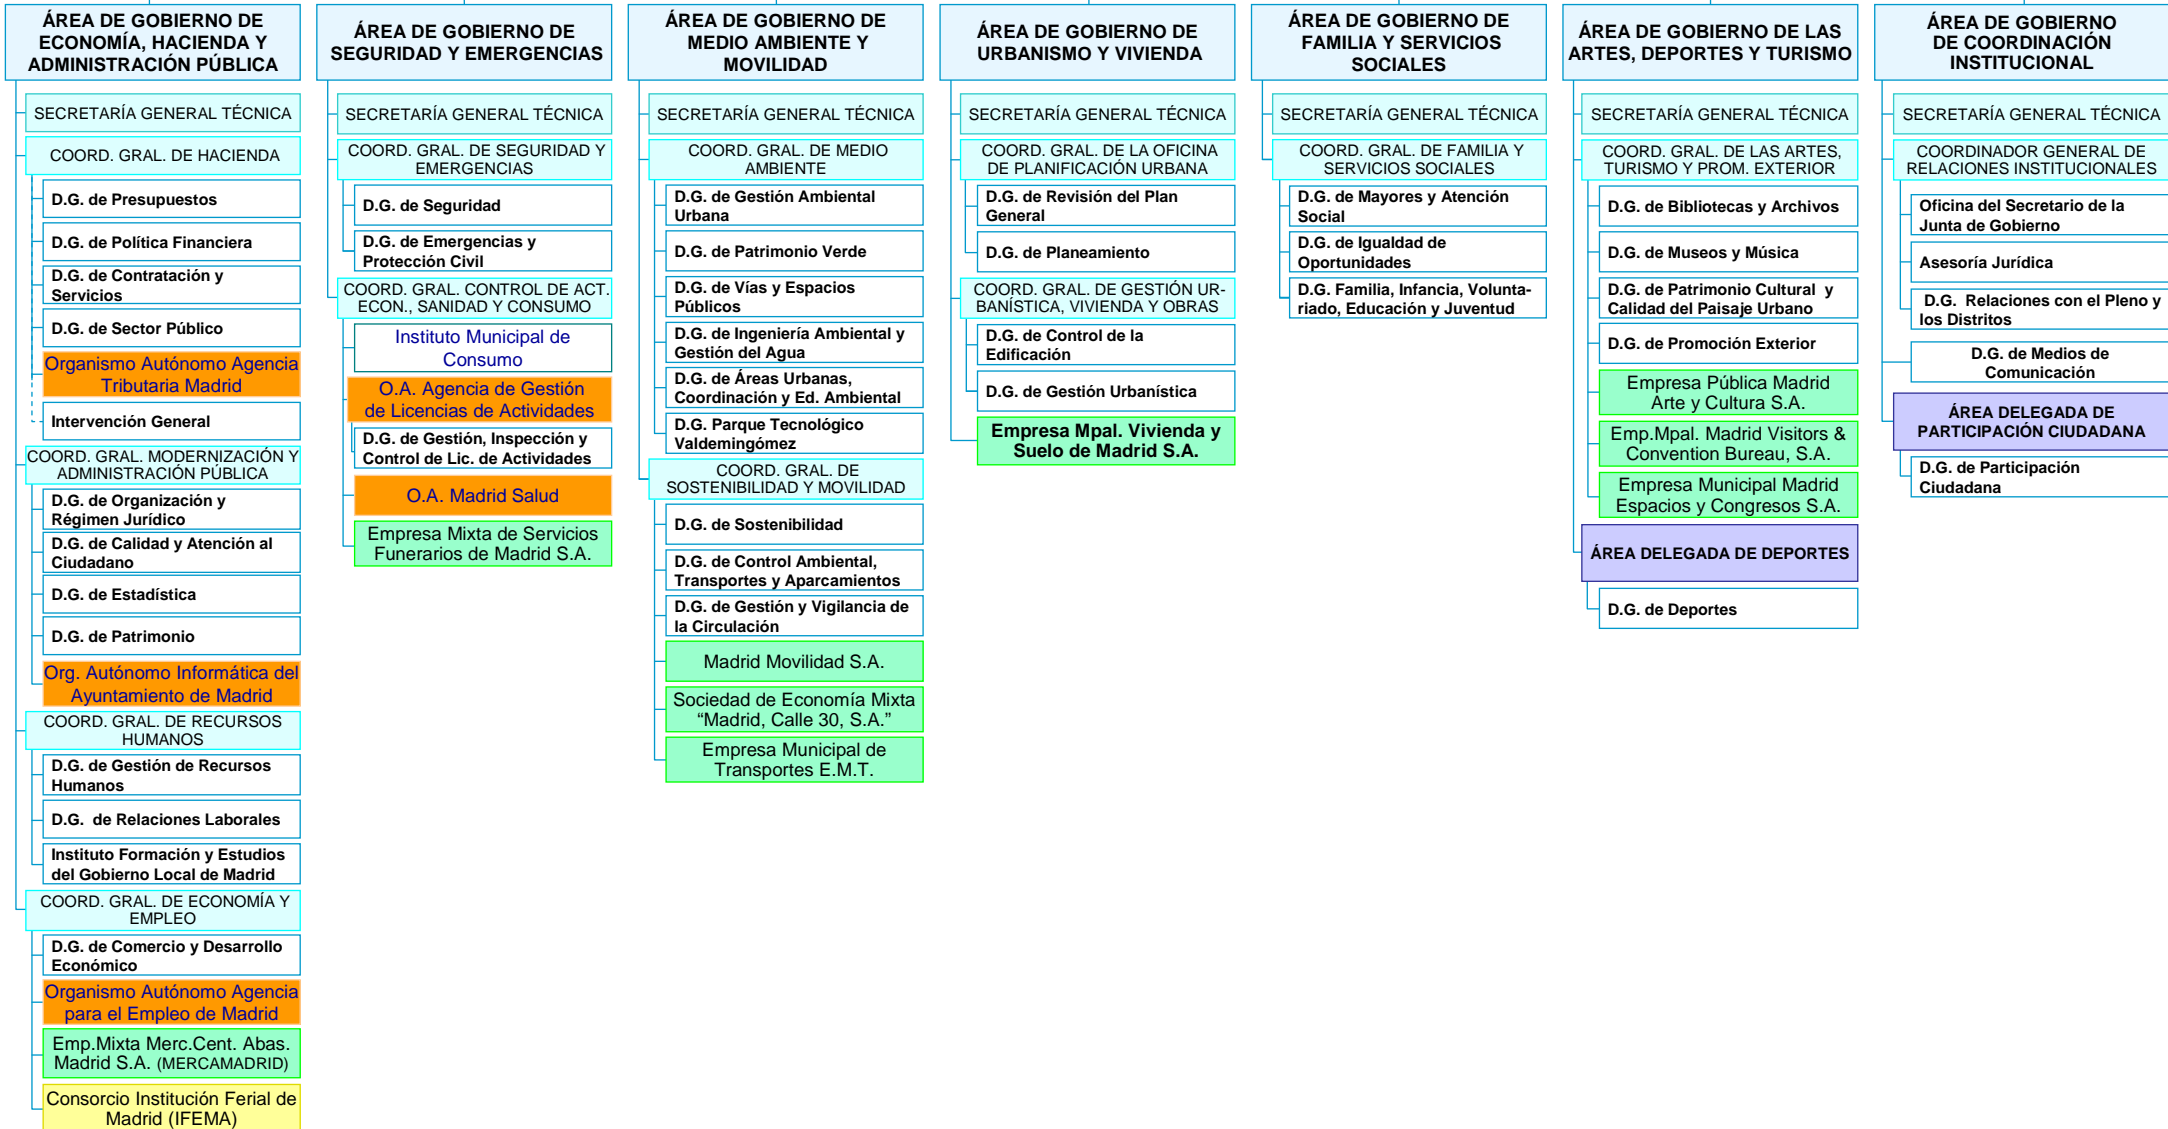 ÁREA DE GOBIERNO DE
ECONOMÍA, HACIENDA Y
ADMINISTRACIÓN PÚBLICA
SECRETARÍA GENERAL TÉCNICA
COORD. GRAL. DE HACIENDA
D.G. de Presupuestos
D.G. de Política Financiera
D.G. de Contratación y
Servicios
D.G. de Sector Público
Organismo Autónomo Agencia
Tributaria Madrid
Intervención General
COORD. GRAL. MODERNIZACIÓN Y
ADMINISTRACIÓN PÚBLICA
D.G. de Organización y
Régimen Jurídico
D.G. de Calidad y Atención al
Ciudadano
D.G. de Estadística
D.G. de Patrimonio
Org. Autónomo Informática del
Ayuntamiento de Madrid
COORD. GRAL. DE RECURSOS
HUMANOS
D.G. de Gestión de Recursos
Humanos
D.G. de Relaciones Laborales
Instituto Formación y Estudios
del Gobierno Local de Madrid
COORD. GRAL. DE ECONOMÍA Y
EMPLEO
D.G. de Comercio y Desarrollo
Económico
Organismo Autónomo Agencia
para el Empleo de Madrid
Emp.Mixta Merc.Cent. Abas.
Madrid S.A. (MERCAMADRID)
Consorcio Institución Ferial de
Madrid (IFEMA)
ÁREA DE GOBIERNO DE
SEGURIDAD Y EMERGENCIAS
SECRETARÍA GENERAL TÉCNICA
COORD. GRAL. DE SEGURIDAD Y
EMERGENCIAS
D.G. de Seguridad
D.G. de Emergencias y
Protección Civil
COORD. GRAL. CONTROL DE ACT.
ECON., SANIDAD Y CONSUMO
Instituto Municipal de
Consumo
O.A. Agencia de Gestión
de Licencias de Actividades
D.G. de Gestión, Inspección y
Control de Lic. de Actividades
O.A. Madrid Salud
Empresa Mixta de Servicios
Funerarios de Madrid S.A.
ÁREA DE GOBIERNO DE
MEDIO AMBIENTE Y
MOVILIDAD
SECRETARÍA GENERAL TÉCNICA
COORD. GRAL. DE MEDIO
AMBIENTE
D.G. de Gestión Ambiental
Urbana
D.G. de Patrimonio Verde
D.G. de Vías y Espacios
Públicos
D.G. de Ingeniería Ambiental y
Gestión del Agua
D.G. de Áreas Urbanas,
Coordinación y Ed. Ambiental
D.G. Parque Tecnológico
Valdemingómez
COORD. GRAL. DE
SOSTENIBILIDAD Y MOVILIDAD
D.G. de Sostenibilidad
D.G. de Control Ambiental,
Transportes y Aparcamientos
D.G. de Gestión y Vigilancia de
la Circulación
Madrid Movilidad S.A.
Sociedad de Economía Mixta
“Madrid, Calle 30, S.A.”
Empresa Municipal de
Transportes E.M.T.
ÁREA DE GOBIERNO DE
URBANISMO Y VIVIENDA
SECRETARÍA GENERAL TÉCNICA
COORD. GRAL. DE LA OFICINA
DE PLANIFICACIÓN URBANA
D.G. de Revisión del Plan
General
D.G. de Planeamiento
COORD. GRAL. DE GESTIÓN UR-
BANÍSTICA, VIVIENDA Y OBRAS
D.G. de Control de la
Edificación
D.G. de Gestión Urbanística
Empresa Mpal. Vivienda y
Suelo de Madrid S.A.
ÁREA DE GOBIERNO DE
FAMILIA Y SERVICIOS
SOCIALES
SECRETARÍA GENERAL TÉCNICA
COORD. GRAL. DE FAMILIA Y
SERVICIOS SOCIALES
D.G. de Mayores y Atención
Social
D.G. de Igualdad de
Oportunidades
D.G. Familia, Infancia, Volunta-
riado, Educación y Juventud
ÁREA DE GOBIERNO DE LAS
ARTES, DEPORTES Y TURISMO
SECRETARÍA GENERAL TÉCNICA
COORD. GRAL. DE LAS ARTES,
TURISMO Y PROM. EXTERIOR
D.G. de Bibliotecas y Archivos
D.G. de Museos y Música
D.G. de Patrimonio Cultural y
Calidad del Paisaje Urbano
D.G. de Promoción Exterior
Empresa Pública Madrid
Arte y Cultura S.A.
Emp.Mpal. Madrid Visitors &
Convention Bureau, S.A.
Empresa Municipal Madrid
Espacios y Congresos S.A.
ÁREA DELEGADA DE DEPORTES
D.G. de Deportes
ÁREA DE GOBIERNO
DE COORDINACIÓN
INSTITUCIONAL
SECRETARÍA GENERAL TÉCNICA
COORDINADOR GENERAL DE
RELACIONES INSTITUCIONALES
Oficina del Secretario de la
Junta de Gobierno
Asesoría Jurídica
D.G. Relaciones con el Pleno y
los Distritos
D.G. de Medios de
Comunicación
ÁREA DELEGADA DE
PARTICIPACIÓN CIUDADANA
D.G. de Participación
Ciudadana